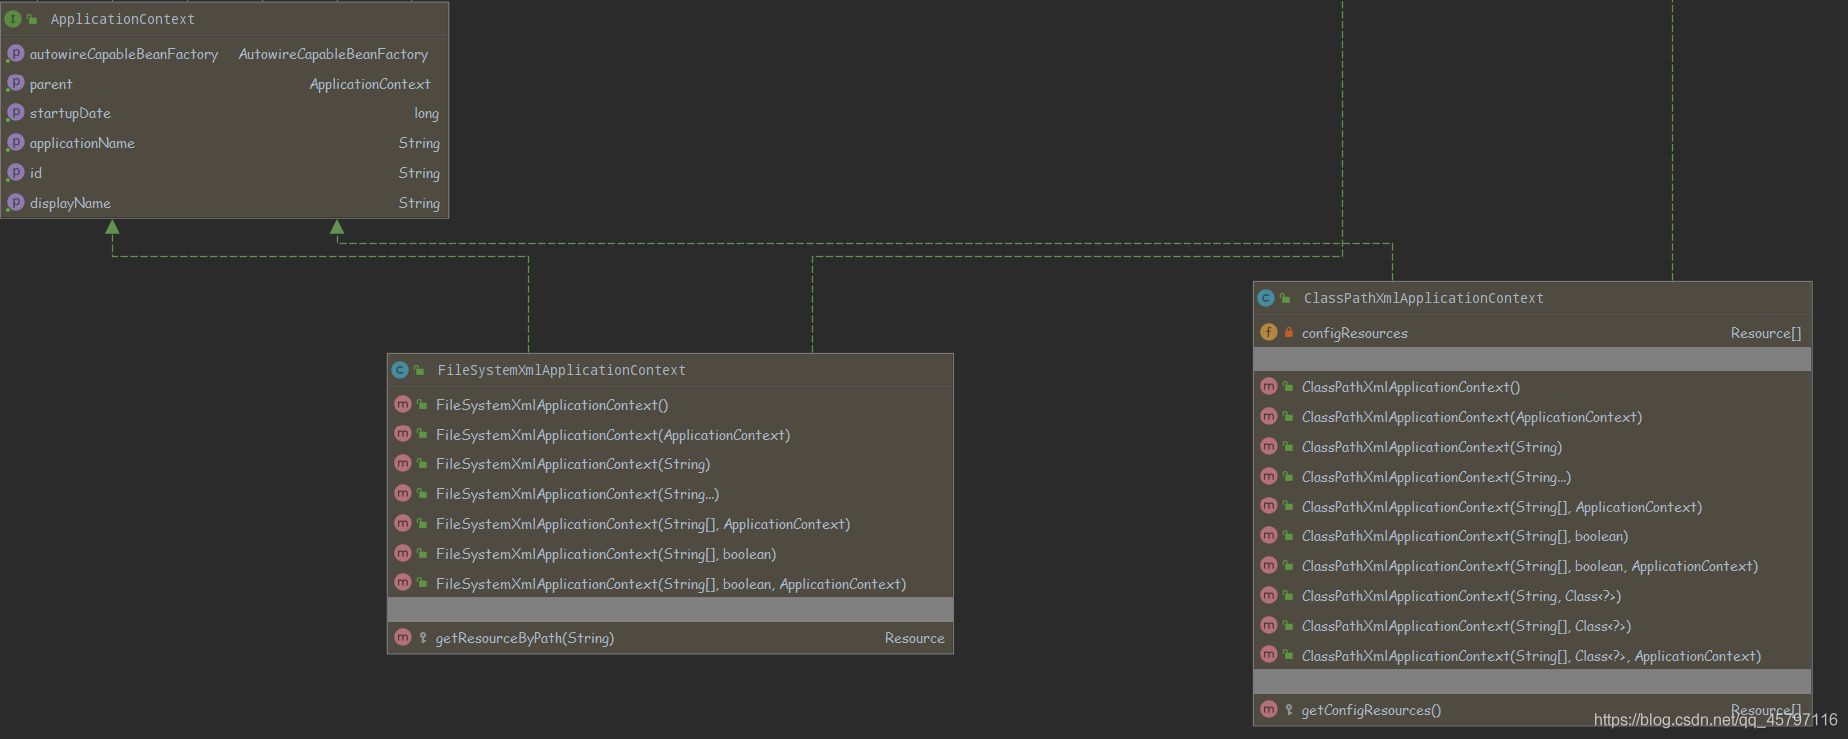 ApplicationContext
autowireCapableBeanFactory AutowireCapableBeanFactory
parent ApplicationContext
startupDate long
applicationName String
id String
displayName String
FileSystemXmlApplicationContext
FileSystemXmlApplicationContext()
FileSystemXmlApplicationContext(ApplicationContext)
FileSystemXmlApplicationContext(String)
FileSystemXmlApplicationContext(String...)
FileSystemXmlApplicationContext(String[], ApplicationContext)
FileSystemXmlApplicationContext(String[], boolean)
FileSystemXmlApplicationContext(String[], boolean, ApplicationContext)
getResourceByPath(String) Resource
ClassPathXmlApplicationContext
configResources Resource[]
ClassPathXmlApplicationContext()
ClassPathXmlApplicationContext(ApplicationContext)
ClassPathXmlApplicationContext(String)
ClassPathXmlApplicationContext(String...)
ClassPathXmlApplicationContext(String[], ApplicationContext)
ClassPathXmlApplicationContext(String[], boolean)
ClassPathXmlApplicationContext(String[], boolean, ApplicationContext)
ClassPathXmlApplicationContext(String, Class<?>)
ClassPathXmlApplicationContext(String[], Class<?>)
ClassPathXmlApplicationContext(String[], Class<?>, ApplicationContext)
getConfigResources() Resource[]
https://blog.csdn.net/qq_45797116